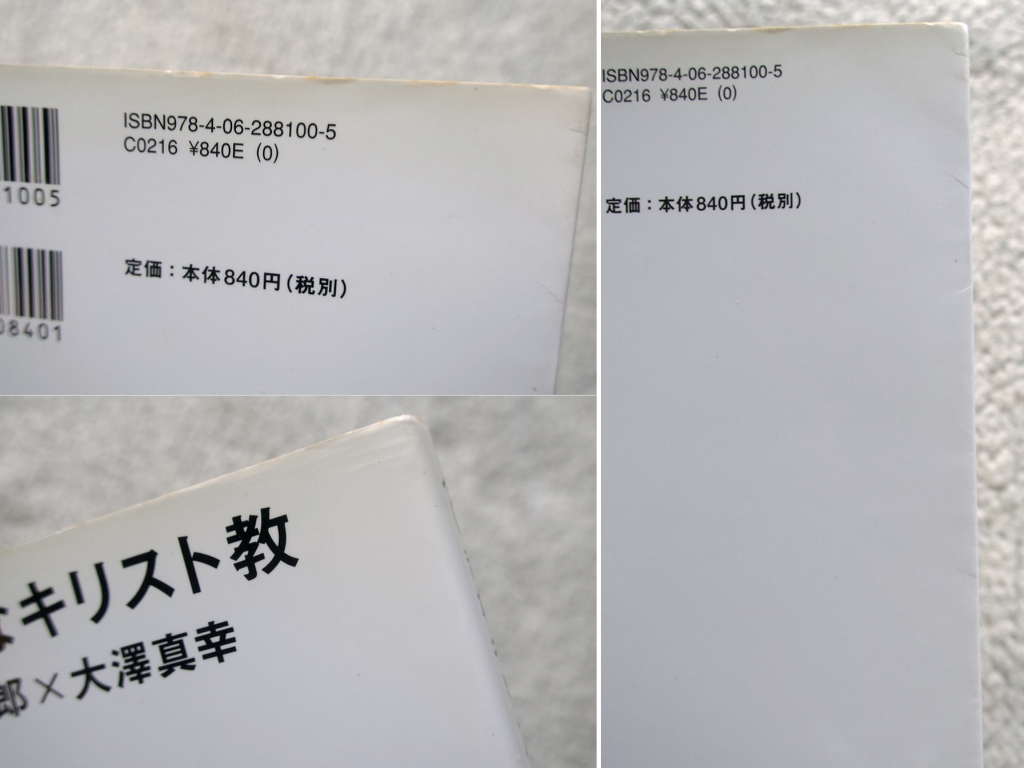 ISBN978-4-06-288100-5
C0216 ¥840E (0)
1005
定価：本体840円（税別）
08401
なキリスト教
郎×大澤真幸
ISBN978-4-06-288100-5
C0216 ¥840E (0)
定価：本体840円（税別）